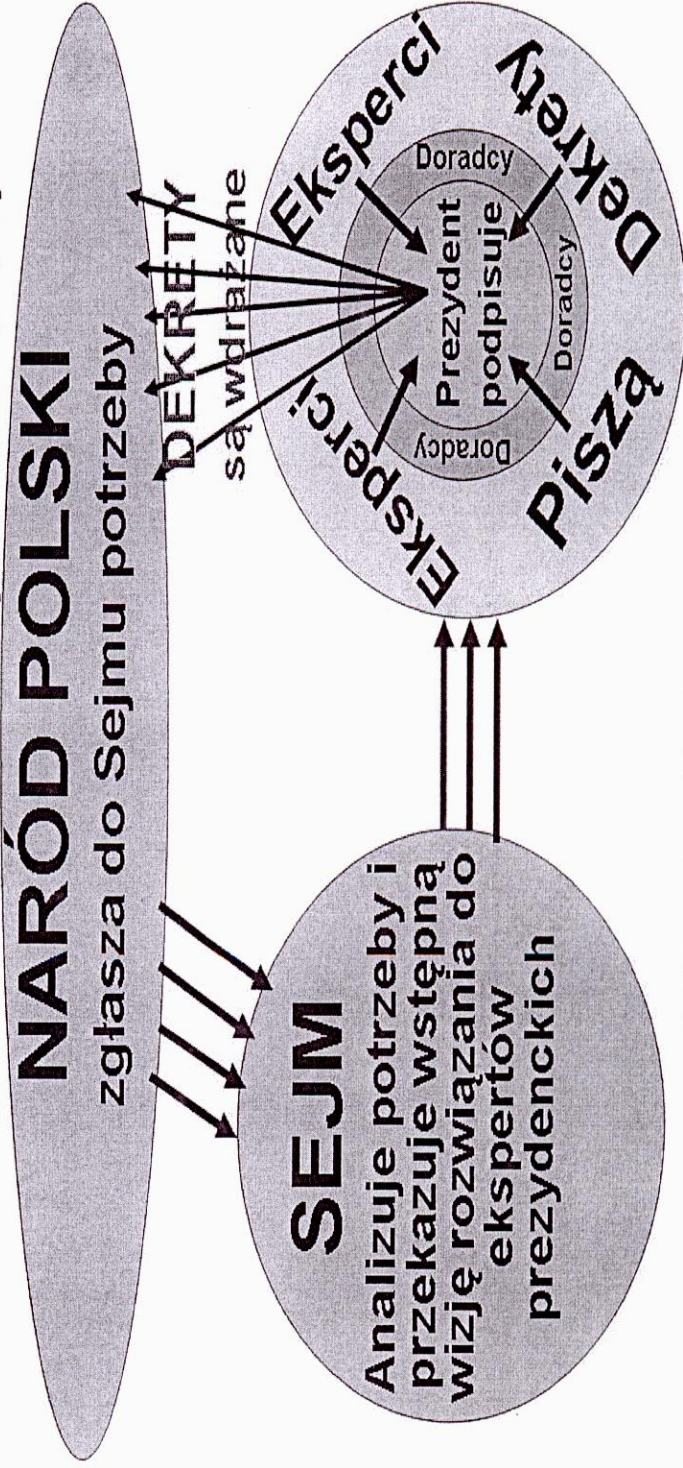 NARÓD POLSKI
zgłasza do Sejmu potrzeby
DEKRETY
są wdrażane
SEJM
Analizuje potrzeby i
przekazuje wstępną
wizję rozwiązania do
ekspertów
prezydenckich
Eksperci
Eksperci
Piszą
Dekrety
Doradcy
Doradcy
Doradcy
Prezydent
podpisuje